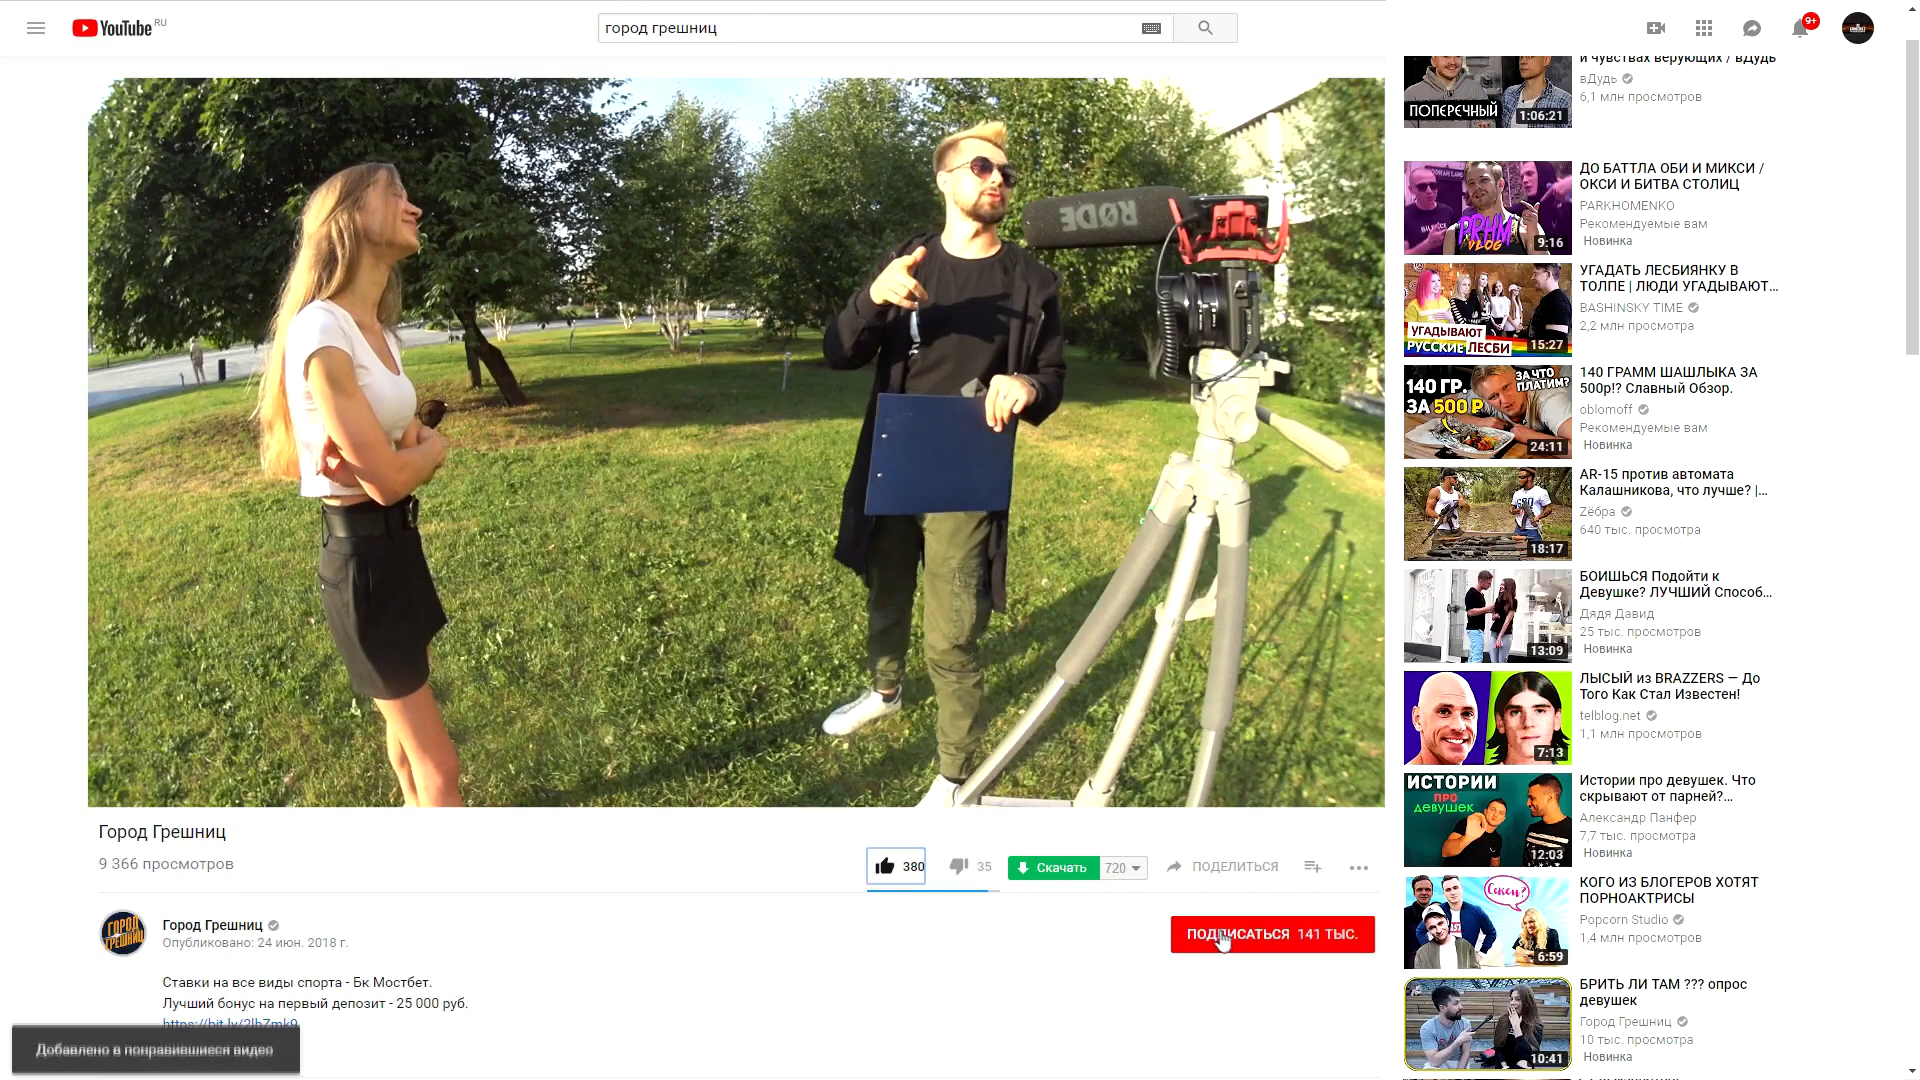 YouTube RU
город грешниц
9+
RØDE
Город Грешниц
9 366 просмотров
380
35
Скачать
720
ПОДЕЛИТЬСЯ
ГОРОД ГРЕШНИЦ
Город Грешниц
Опубликовано: 24 июн. 2018 г.
ПОДПИСАТЬСЯ 141 ТЫС.
Ставки на все виды спорта - Бк Мостбет.
Лучший бонус на первый депозит - 25 000 руб.
Добавлено в понравившиеся видео
ПОПЕРЕЧНЫЙ
1:06:21
и чувствах верующих / вДудь
вДудь
6,1 млн просмотров
PRHM
VLOG
9:16
ДО БАТТЛА ОБИ И МИКСИ /
ОКСИ И БИТВА СТОЛИЦ
PARKHOMENKO
Рекомендуемые вам
Новинка
УГАДЫВАЮТ
РУССКИЕ ЛЕСБИ
15:27
УГАДАТЬ ЛЕСБИЯНКУ В
ТОЛПЕ | ЛЮДИ УГАДЫВАЮТ...
BASHINSKY TIME
2,2 млн просмотра
140 ГР.
ЗА 500 ₽
ЗА ЧТО
ПЛАТИМ?
24:11
140 ГРАММ ШАШЛЫКА ЗА
500р!? Славный Обзор.
oblomoff
Рекомендуемые вам
Новинка
18:17
AR-15 против автомата
Калашникова, что лучше? |...
Zёбра
640 тыс. просмотра
13:09
БОИШЬСЯ Подойти к
Девушке? ЛУЧШИЙ Способ...
Дядя Давид
25 тыс. просмотров
Новинка
7:13
ЛЫСЫЙ из BRAZZERS — До
Того Как Стал Известен!
telblog.net
1,1 млн просмотров
ИСТОРИИ
ПРО
девушек
12:03
Истории про девушек. Что
скрывают от парней?...
Александр Панфер
7,7 тыс. просмотра
Новинка
Сокси?
6:59
КОГО ИЗ БЛОГЕРОВ ХОТЯТ
ПОРНОАКТРИСЫ
Popcorn Studio
1,4 млн просмотров
10:41
БРИТЬ ЛИ ТАМ ??? опрос
девушек
Город Грешниц
10 тыс. просмотра
Новинка